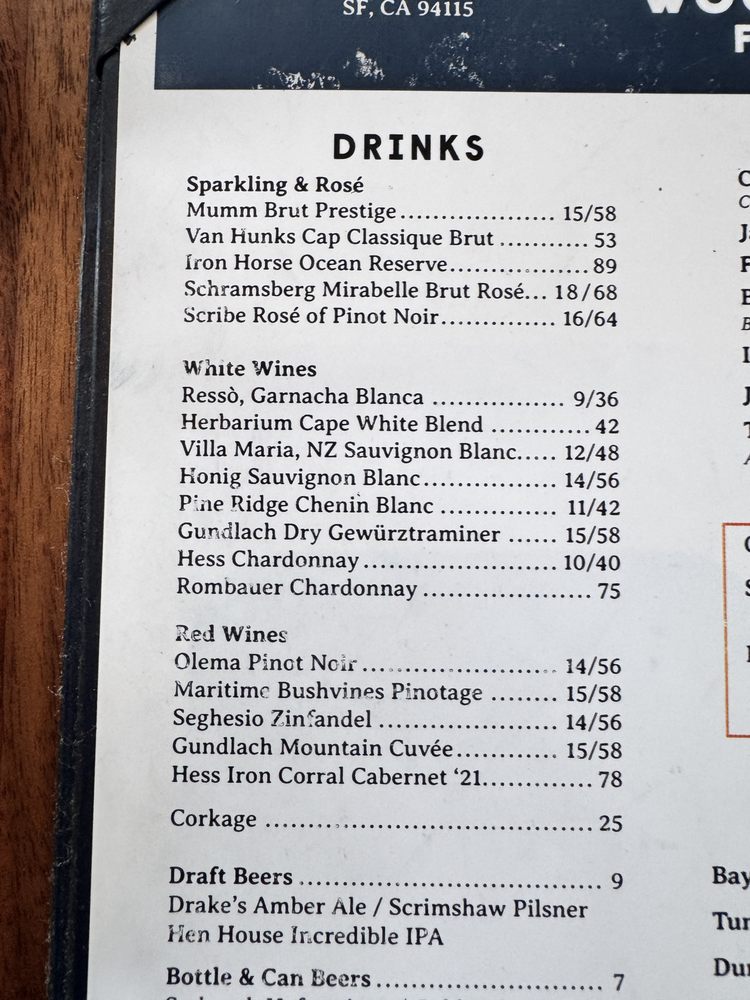 SF, CA 94115
DRINKS
Sparkling & Rosé
Mumm Brut Prestige.................. 15/58
Van Hunks Cap Classique Brut .......... 53
Iron Horse Ocean Reserve................ 89
Schramsberg Mirabelle Brut Rosé... 18/68
Scribe Rosé of Pinot Noir............. 16/64
White Wines
Ressò, Garnacha Blanca ............... 9/36
Herbarium Cape White Blend ............ 42
Villa Maria, NZ Sauvignon Blanc..... 12/48
Honig Sauvignon Blanc............... 14/56
Pine Ridge Chenin Blanc ............. 11/42
Gundlach Dry Gewürztraminer ...... 15/58
Hess Chardonnay...................... 10/40
Rombauer Chardonnay.................... 75
Red Wines
Olema Pinot Noir...................... 14/56
Maritime Bushvines Pinotage ........ 15/58
Seghesio Zinfandel .................... 14/56
Gundlach Mountain Cuvée............ 15/58
Hess Iron Corral Cabernet ‘21............. 78
Corkage ..................................... 25
Draft Beers .................................. 9
Drake's Amber Ale / Scrimshaw Pilsner
Hen House Incredible IPA
Bottle & Can Beers.......................... 7
Bay